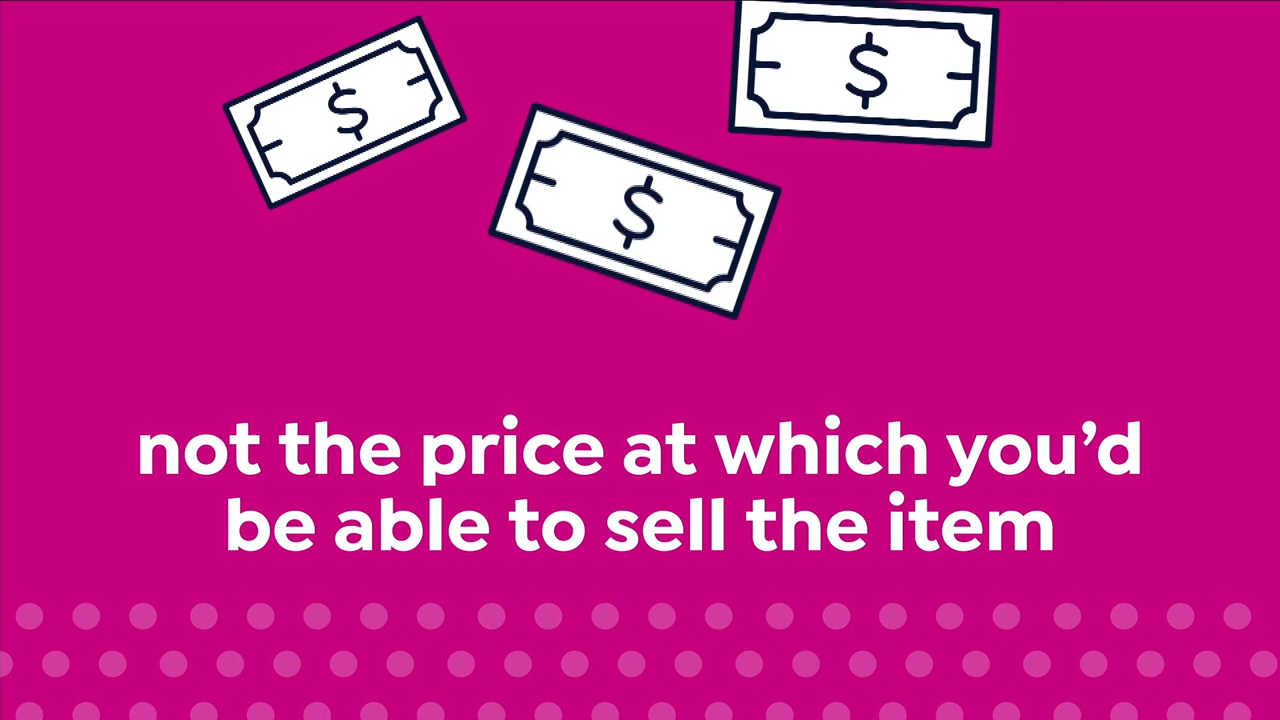 $
$
$
not the price at which you’d
be able to sell the item